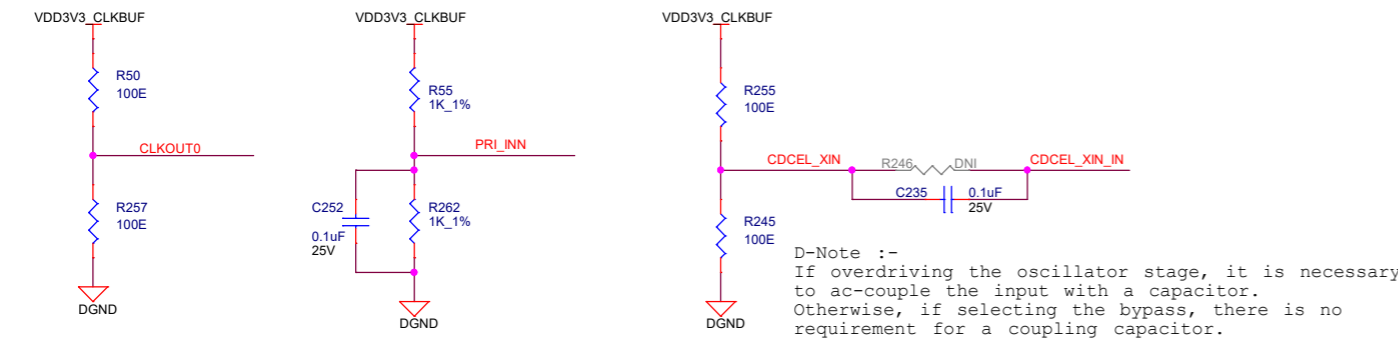 VDD3V3_CLKBUF
R50
100E
CLKOUT0
R257
100E
DGND
VDD3V3_CLKBUF
R55
1K_1%
PRI_INN
C252
0.1uF
25V
R262
1K_1%
DGND
VDD3V3_CLKBUF
R255
100E
CDCEL_XIN
R246
DNI
CDCEL_XIN_IN
C235
0.1uF
25V
R245
100E
DGND
D-Note :-
If overdriving the oscillator stage, it is necessary
to ac-couple the input with a capacitor.
Otherwise, if selecting the bypass, there is no
requirement for a coupling capacitor.